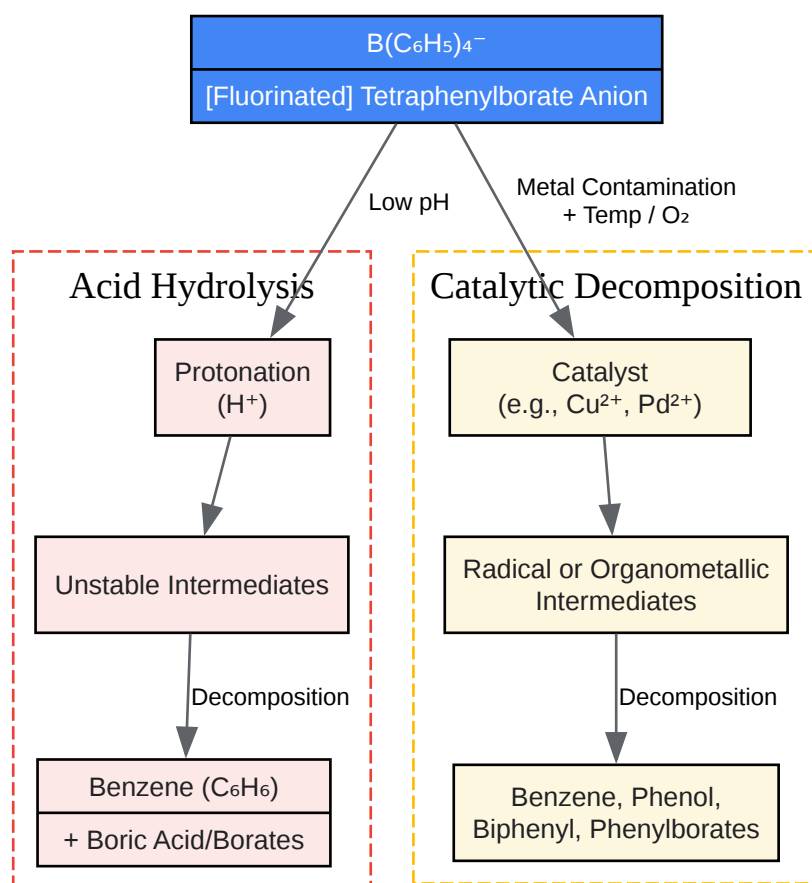 B(C₆H₅)₄⁻
[Fluorinated] Tetraphenylborate Anion
Low pH
Metal Contamination
+ Temp / O₂
Acid Hydrolysis
Catalytic Decomposition
Protonation
(H⁺)
Catalyst
(e.g., Cu²⁺, Pd²⁺)
Unstable Intermediates
Radical or Organometallic
Intermediates
Decomposition
Decomposition
Benzene (C₆H₆)
+ Boric Acid/Borates
Benzene, Phenol,
Biphenyl, Phenylborates